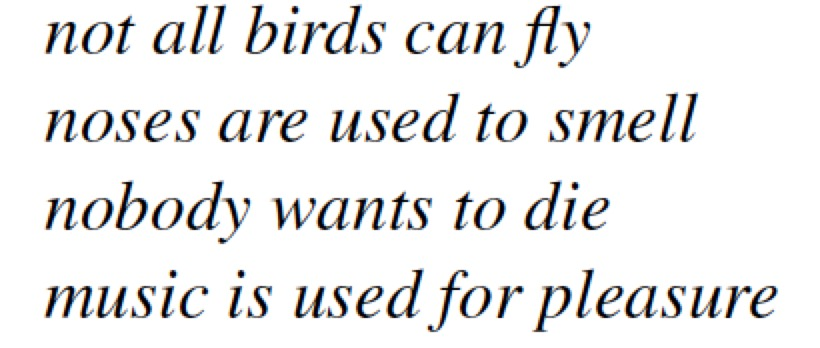 not all birds can fly
noses are used to smell
nobody wants to die
music is used for pleasure